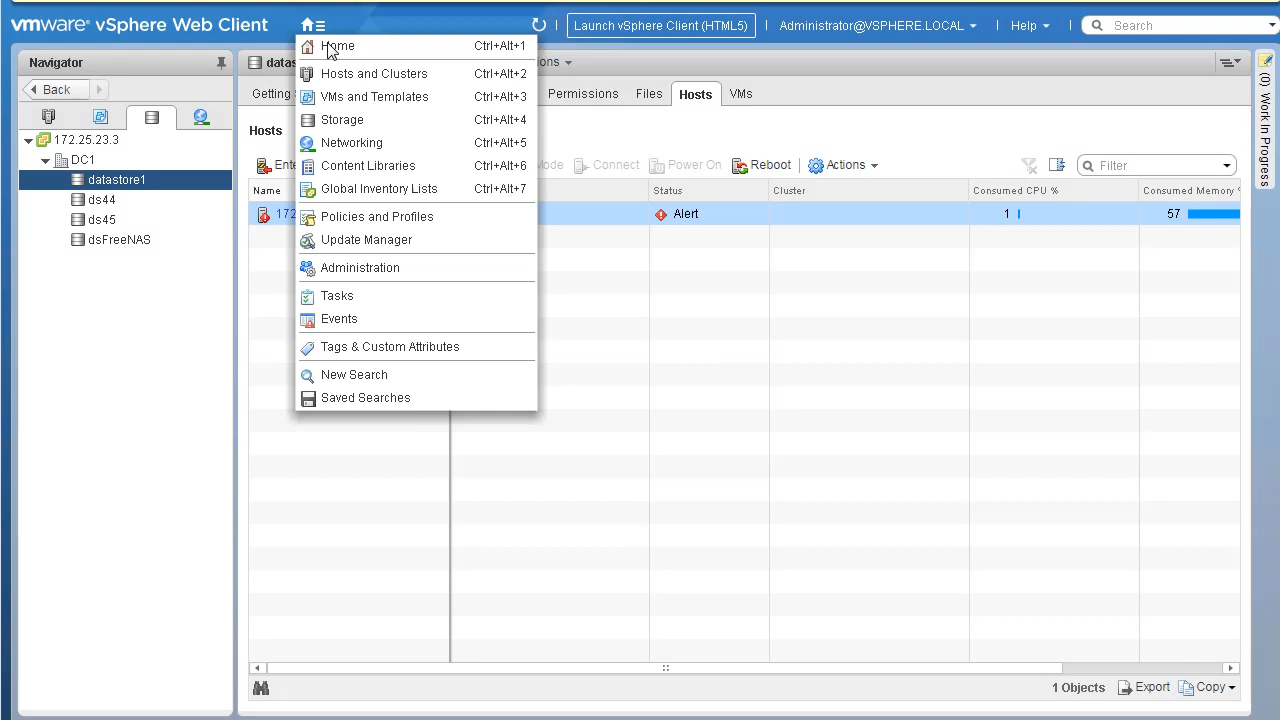 vmware® vSphere Web Client
Launch vSphere Client (HTML5)
Administrator@VSPHERE.LOCAL
Help
Search
Navigator
Back
172.25.23.3
DC1
datastore1
ds44
ds45
dsFreeNAS
Home Ctrl+Alt+1
Hosts and Clusters Ctrl+Alt+2
VMs and Templates Ctrl+Alt+3
Storage Ctrl+Alt+4
Networking Ctrl+Alt+5
Content Libraries Ctrl+Alt+6
Global Inventory Lists Ctrl+Alt+7
Policies and Profiles
Update Manager
Administration
Tasks
Events
Tags & Custom Attributes
New Search
Saved Searches
Getting Permissions Files Hosts VMs
Hosts
Mode Connect Power On Reboot Actions Filter
Name Status Cluster Consumed CPU % Consumed Memory %
172 Alert 1 57
1 Objects Export Copy
(0) Work In Progress